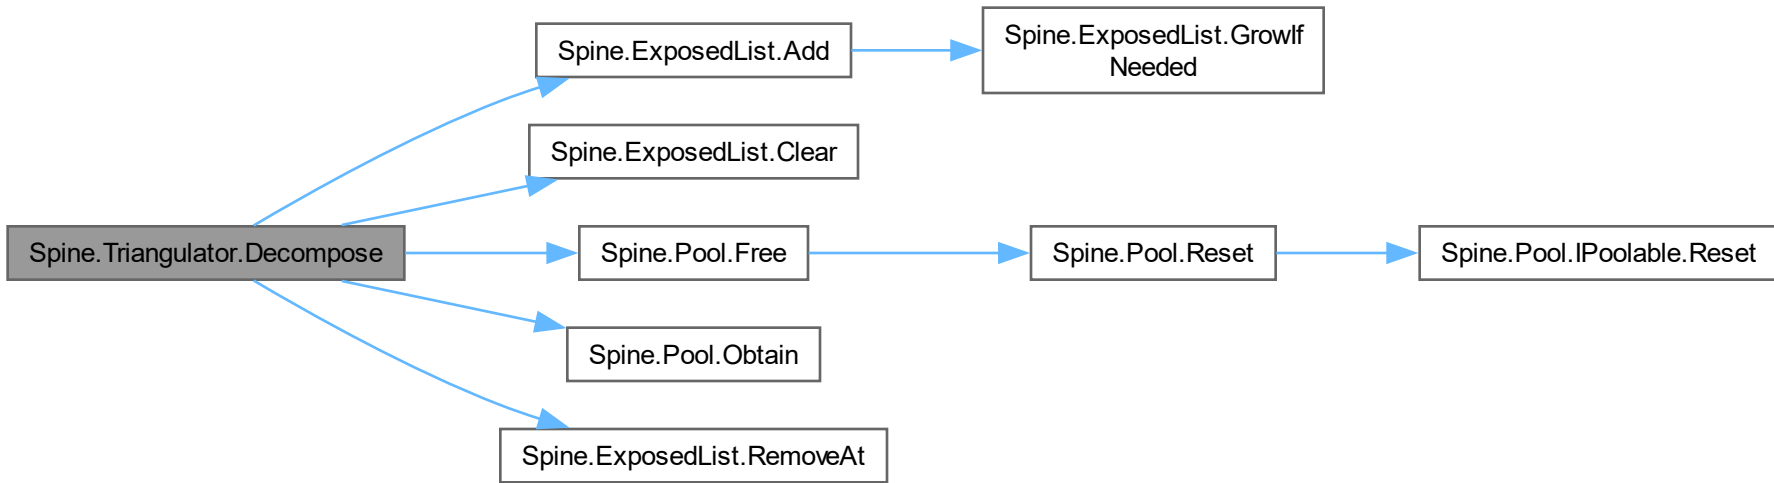 Spine.ExposedList.Add
Spine.ExposedList.GrowIf
Needed
Spine.ExposedList.Clear
Spine.Triangulator.Decompose
Spine.Pool.Free
Spine.Pool.Reset
Spine.Pool.IPoolable.Reset
Spine.Pool.Obtain
Spine.ExposedList.RemoveAt